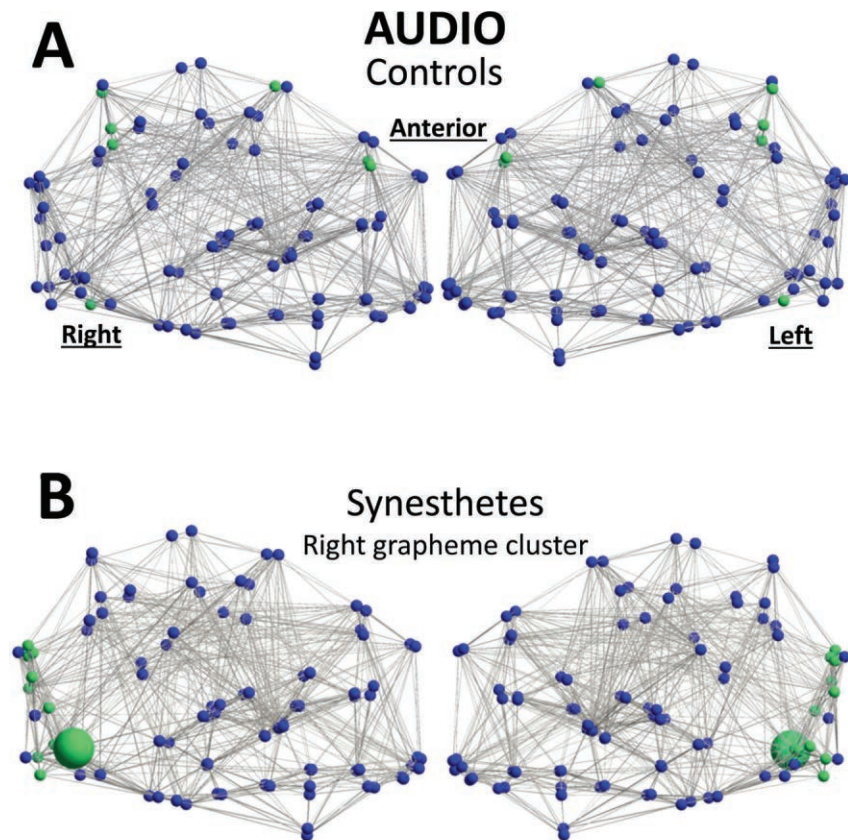 A
AUDIO
Controls
Anterior
Right
Left
B
Synesthetes
Right grapheme cluster